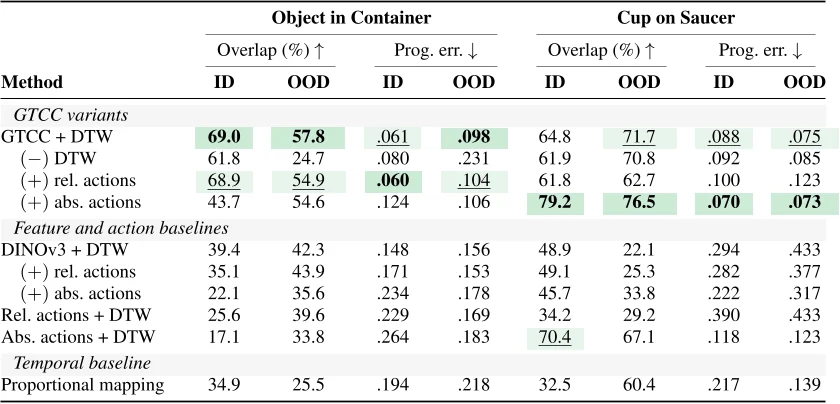 Object in Container Cup on Saucer
Overlap (%) ↑ Prog. err. ↓ Overlap (%) ↑ Prog. err. ↓
Method ID OOD ID OOD ID OOD ID OOD
GTCC variants
GTCC + DTW 69.0 57.8 .061 .098 64.8 71.7 .088 .075
(−) DTW 61.8 24.7 .080 .231 61.9 70.8 .092 .085
(+) rel. actions 68.9 54.9 .060 .104 61.8 62.7 .100 .123
(+) abs. actions 43.7 54.6 .124 .106 79.2 76.5 .070 .073
Feature and action baselines
DINOv3 + DTW 39.4 42.3 .148 .156 48.9 22.1 .294 .433
(+) rel. actions 35.1 43.9 .171 .153 49.1 25.3 .282 .377
(+) abs. actions 22.1 35.6 .234 .178 45.7 33.8 .222 .317
Rel. actions + DTW 25.6 39.6 .229 .169 34.2 29.2 .390 .433
Abs. actions + DTW 17.1 33.8 .264 .183 70.4 67.1 .118 .123
Temporal baseline
Proportional mapping 34.9 25.5 .194 .218 32.5 60.4 .217 .139